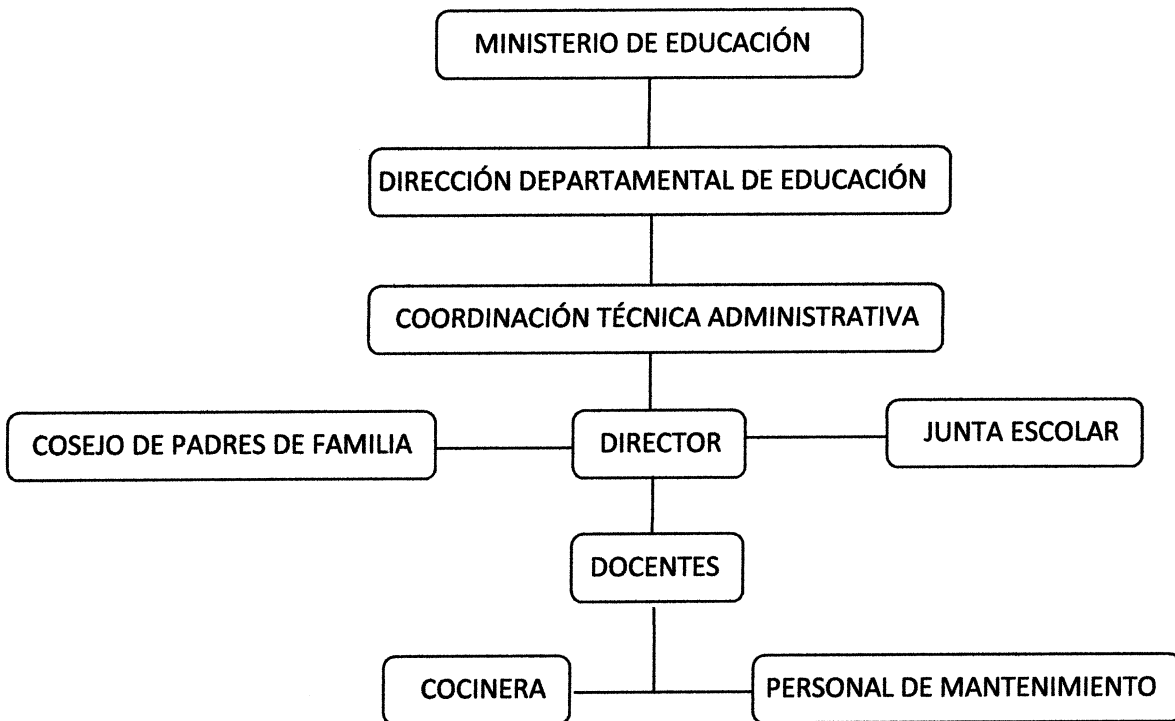 MINISTERIO DE EDUCACIÓN
DIRECCIÓN DEPARTAMENTAL DE EDUCACIÓN
COORDINACIÓN TÉCNICA ADMINISTRATIVA
COSEJO DE PADRES DE FAMILIA
DIRECTOR
JUNTA ESCOLAR
DOCENTES
COCINERA
PERSONAL DE MANTENIMIENTO